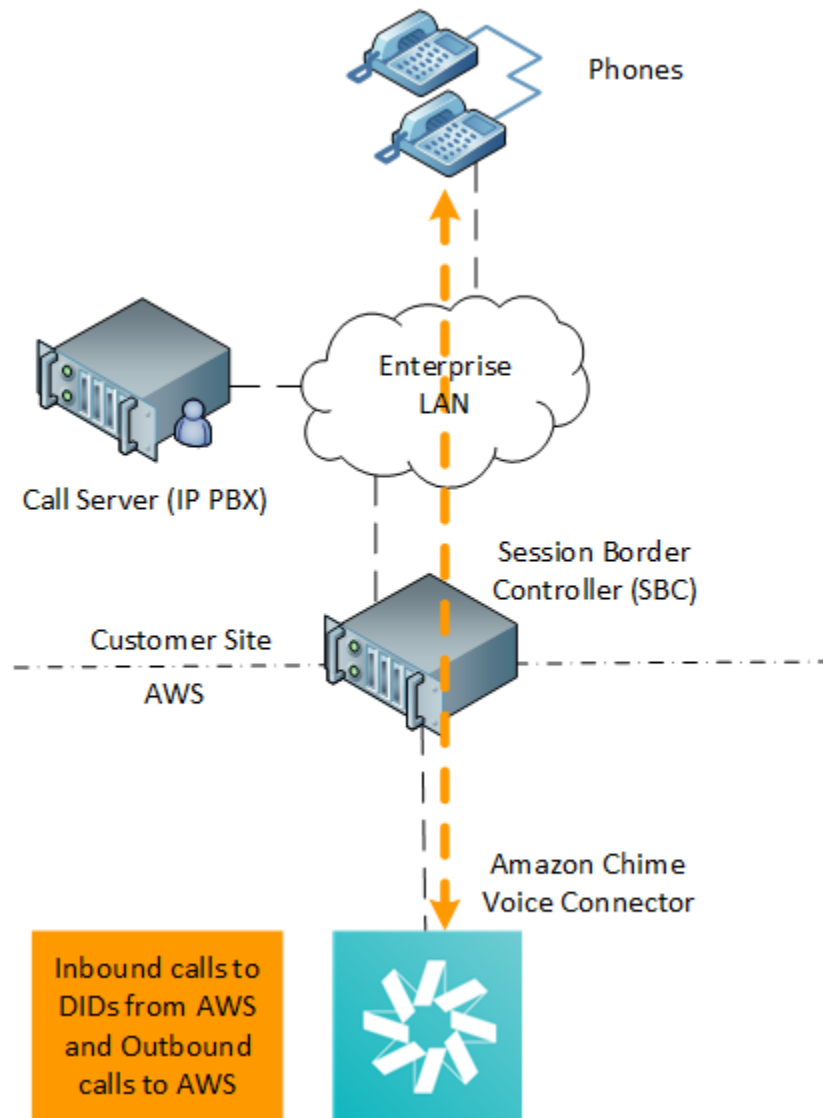 Phones
Enterprise
LAN
Call Server (IP PBX)
Session Border
Controller (SBC)
Customer Site
AWS
Amazon Chime
Voice Connector
Inbound calls to
DIDs from AWS
and Outbound
calls to AWS